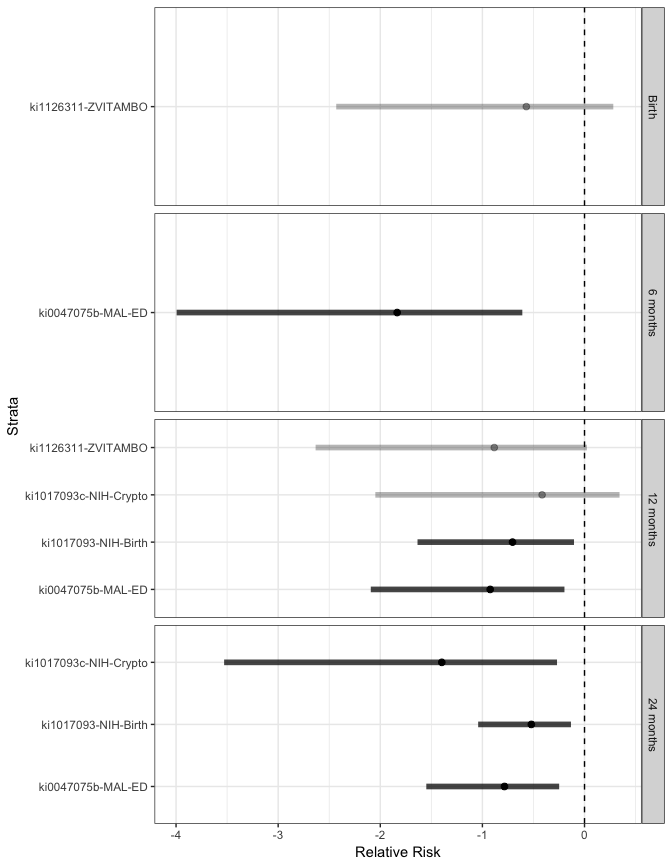 Strata
Birth
ki1126311-ZVITAMBO
6 months
ki0047075b-MAL-ED
12 months
ki1126311-ZVITAMBO
ki1017093c-NIH-Crypto
ki1017093-NIH-Birth
ki0047075b-MAL-ED
24 months
ki1017093c-NIH-Crypto
ki1017093-NIH-Birth
ki0047075b-MAL-ED
-4 -3 -2 -1 0
Relative Risk